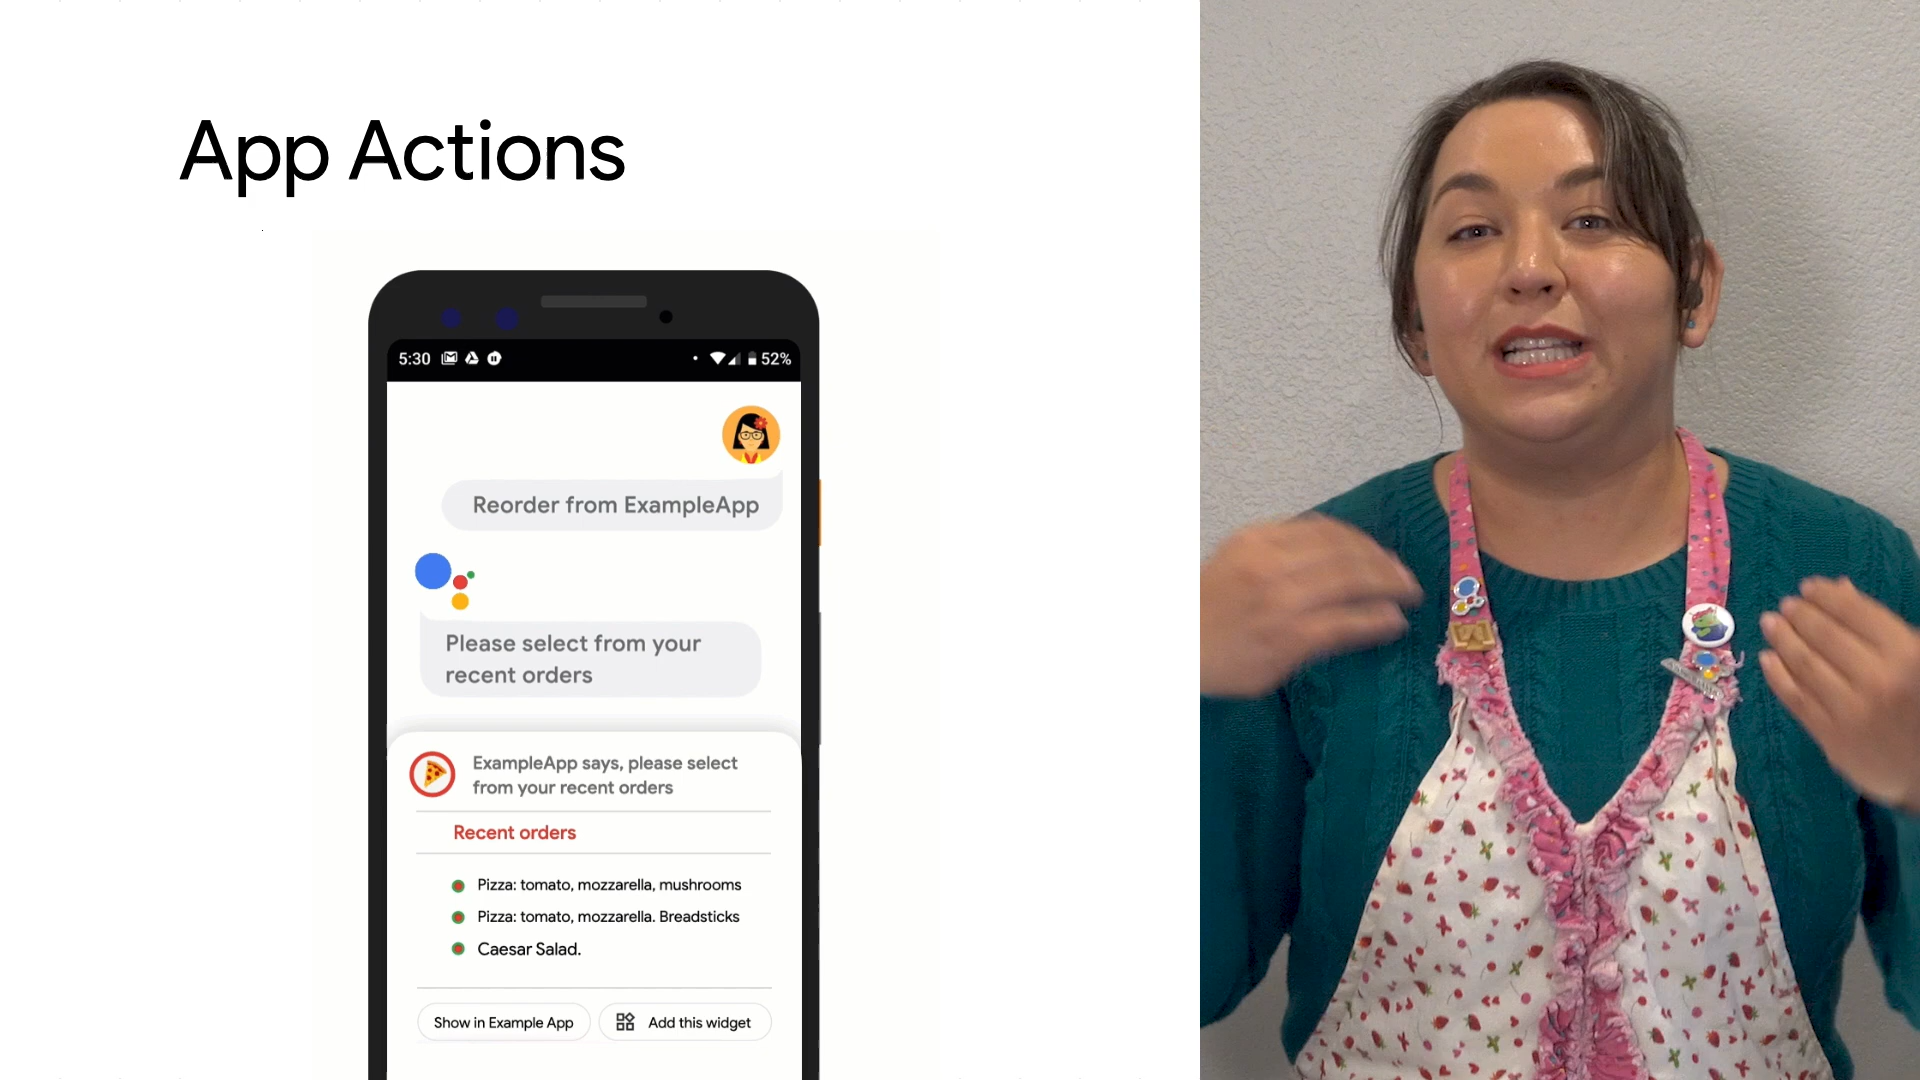 App Actions
5:30
52%
Reorder from ExampleApp
Please select from your
recent orders
ExampleApp says, please select
from your recent orders
Recent orders
Pizza: tomato, mozzarella, mushrooms
Pizza: tomato, mozzarella. Breadsticks
Caesar Salad.
Show in Example App
Add this widget